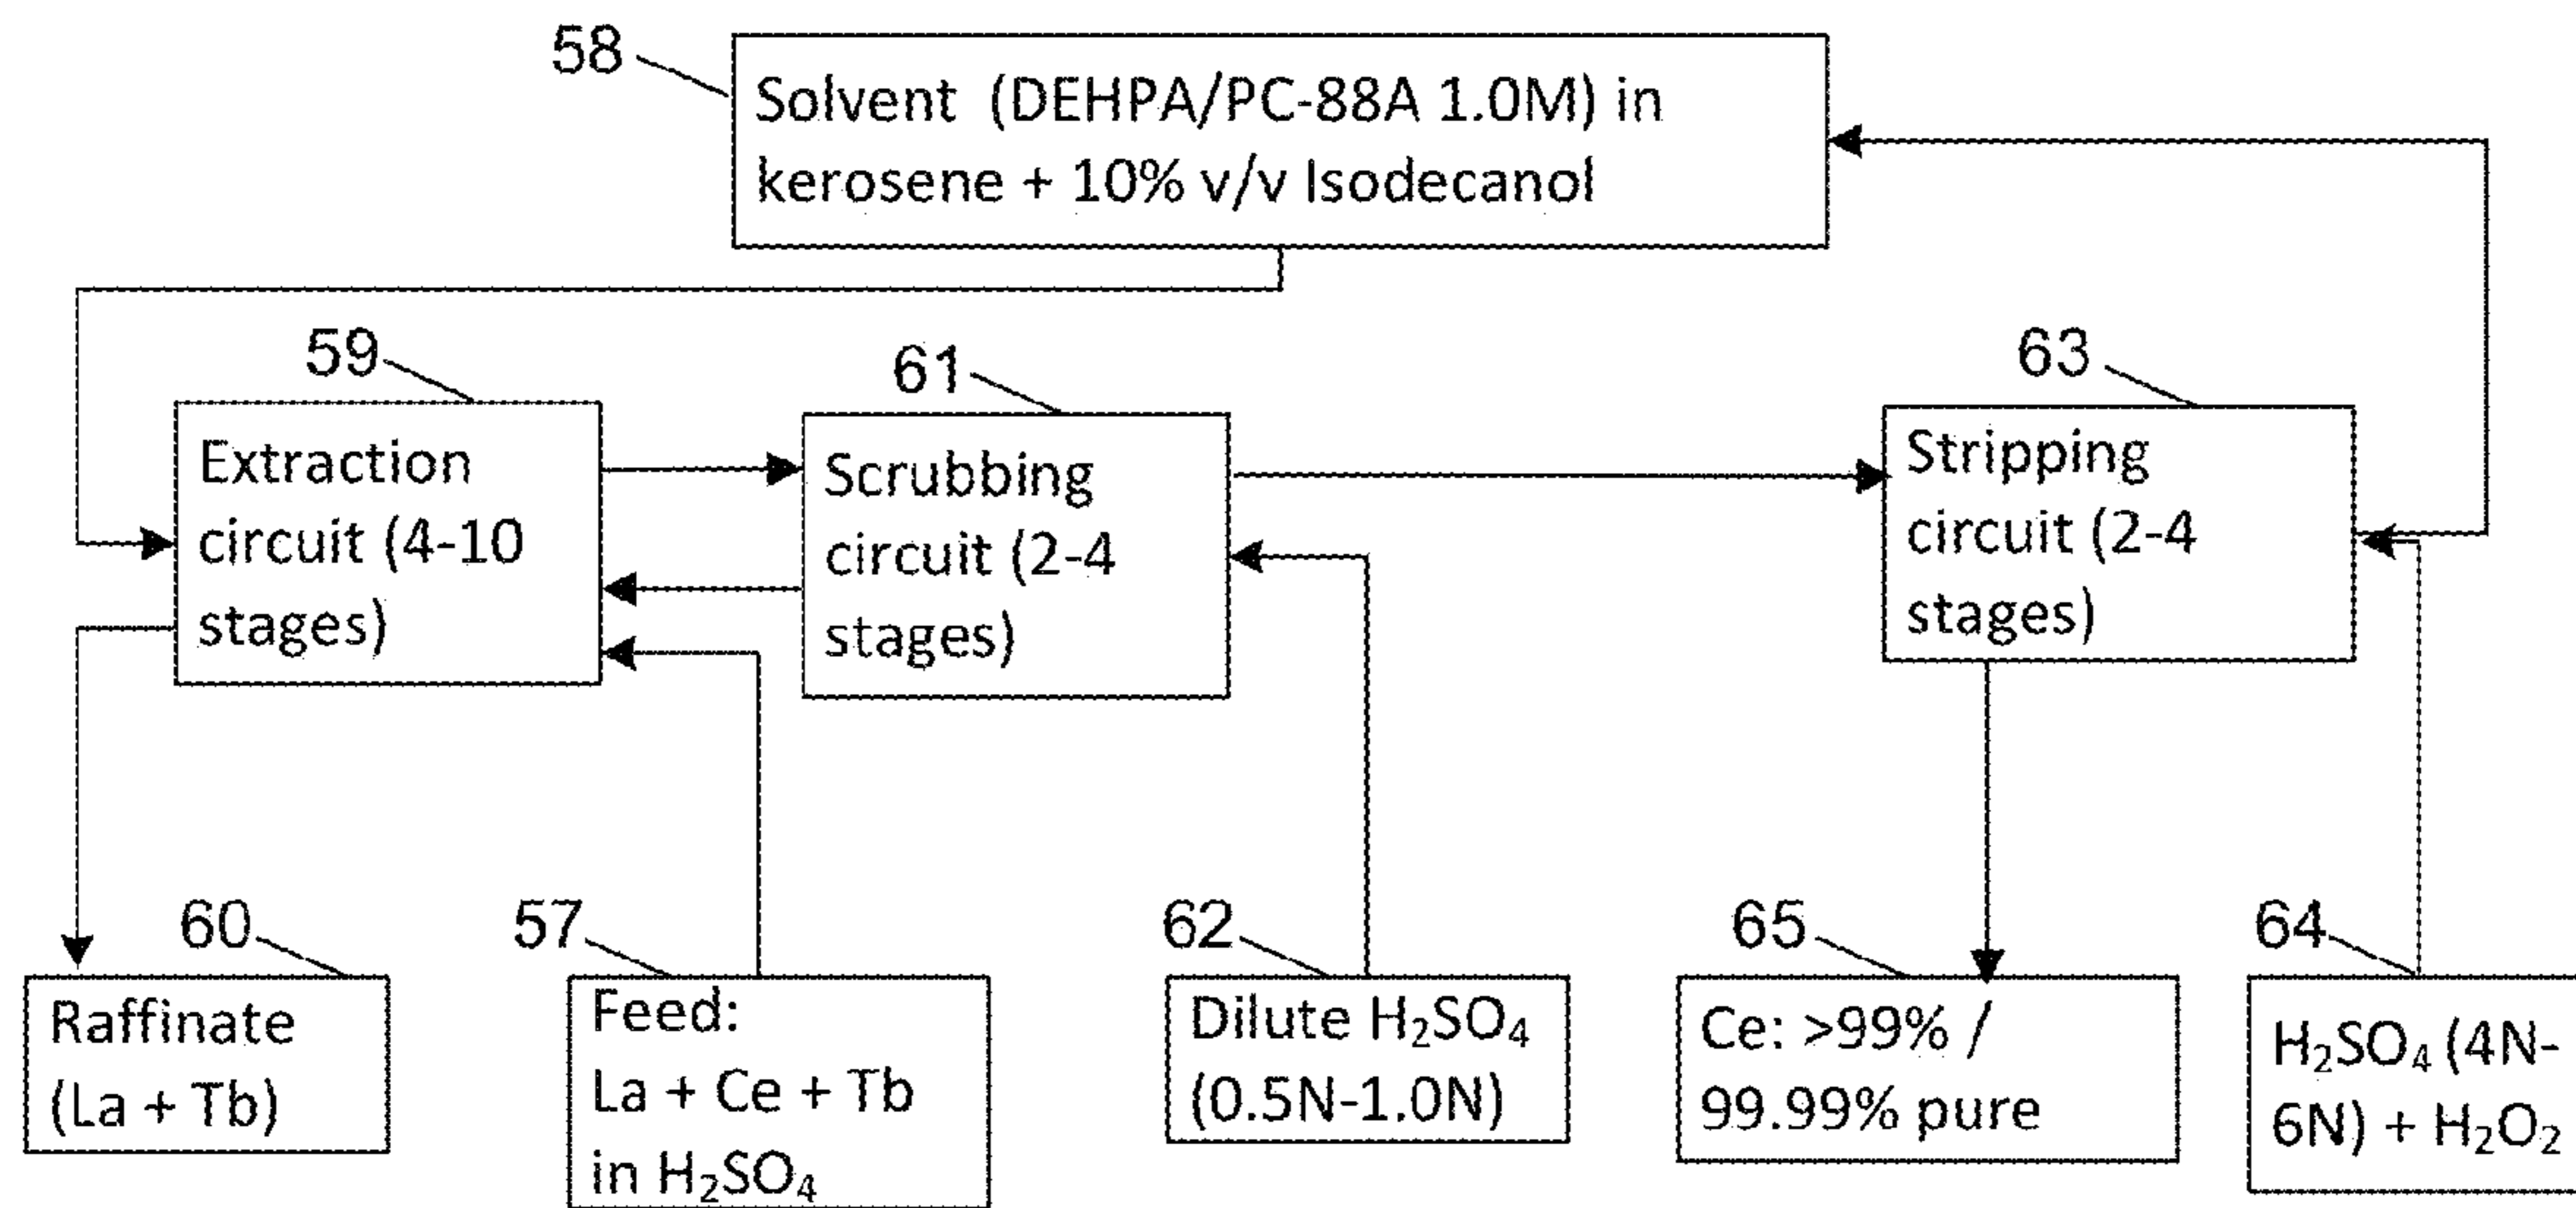 58
Solvent (DEHPA/PC-88A 1.0M) in
kerosene + 10% v/v Isodecanol
59
Extraction
circuit (4-10
stages)
61
Scrubbing
circuit (2-4
stages)
63
Stripping
circuit (2-4
stages)
60
Raffinate
(La + Tb)
57
Feed:
La + Ce + Tb
in H₂SO₄
62
Dilute H₂SO₄
(0.5N-1.0N)
65
Ce: >99% /
99.99% pure
64
H₂SO₄ (4N-
6N) + H₂O₂